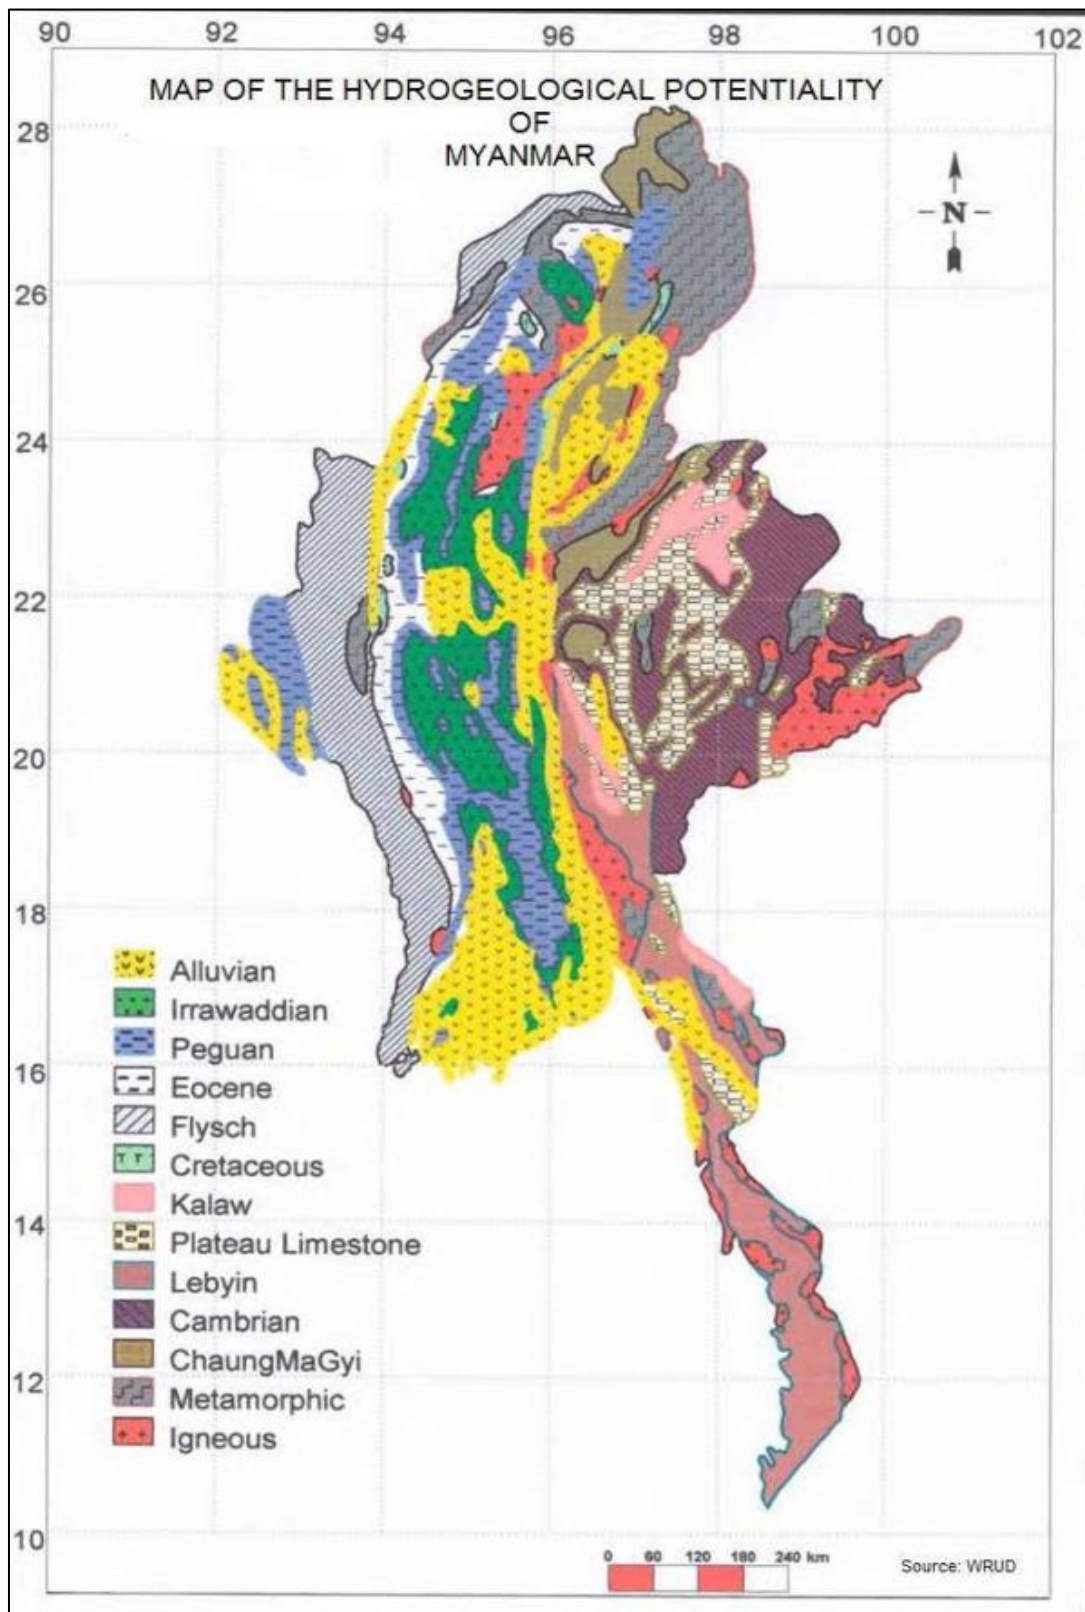 90 92 94 96 98 100 102
MAP OF THE HYDROGEOLOGICAL POTENTIALITY
OF
MYANMAR
28
N
26
24
22
20
18
Alluvian
Irrawaddian
Peguan
16
Eocene
Flysch
Cretaceous
Kalaw
14
Plateau Limestone
Lebyin
Cambrian
ChaungMaGyi
12
Metamorphic
Igneous
10
0 60 120 180 240 km
Source: WRUD